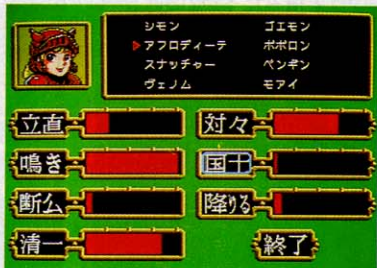 シモン ゴエモン
▶アフロディーテ ポポロン
スナッチャー ペンギン
ヴェノム モアイ
立直 対々
鳴き 国士
断公 降りる
清一 終了